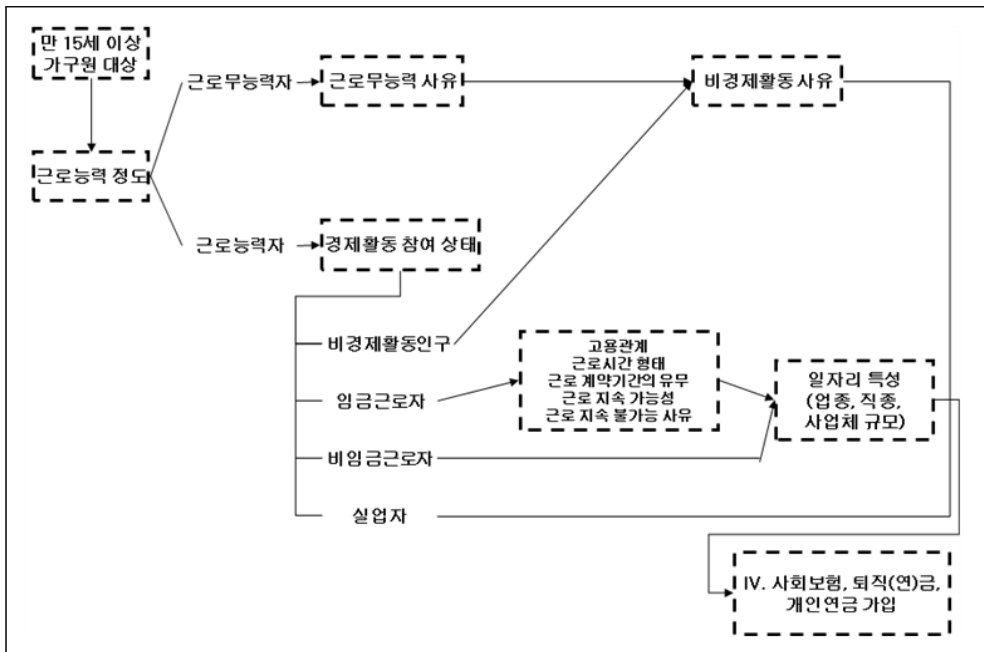 만 15세 이상
가구원 대상
근로무능력자
근로무능력 사유
비경제활동 사유
근로능력 정도
근로능력자
경제활동 참여 상태
비경제활동인구
고용관계
근로시간 형태
근로 계약기간의 유무
근로 지속 가능성
근로 지속 불가능 사유
임금근로자
일자리 특성
(업종, 직종,
사업체 규모)
비임금근로자
실업자
IV. 사회보험, 퇴직(연)금,
개인연금 가입